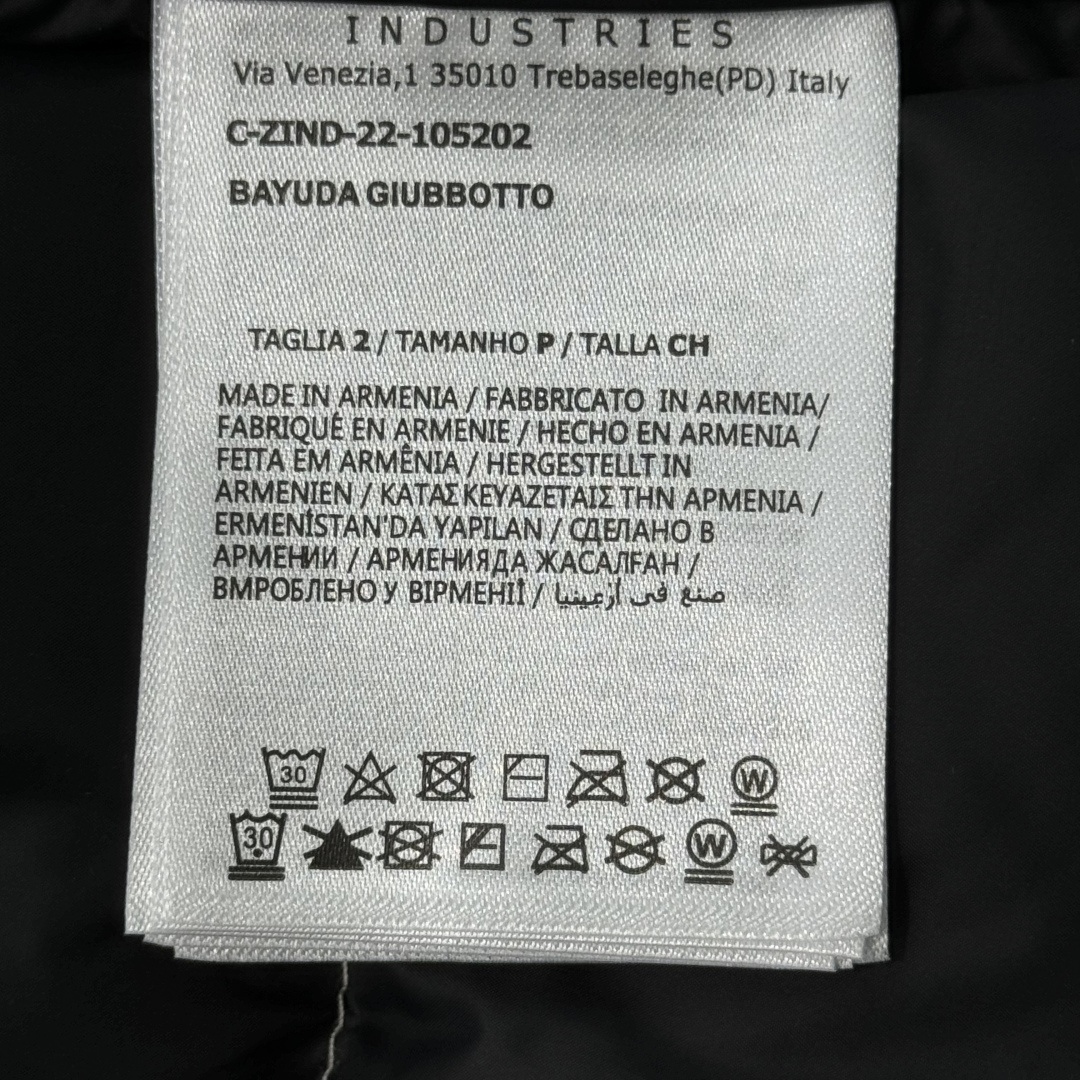 INDUSTRIES
Via Venezia,1 35010 Trebaseleghe(PD) Italy
C-ZIND-22-105202
BAYUDA GIUBBOTTO
TAGLIA 2 / TAMANHO P / TALLA CH
MADE IN ARMENIA / FABBRICATO IN ARMENIA/
FABRIQUÉ EN ARMENIE / HECHO EN ARMENIA /
FEITA EM ARMÊNIA / HERGESTELLT IN
ARMENIEN / ΚΑΤΑΣΚΕΥΑΖΕΤΑΙΣ ΤΗΝ ΑΡΜΕΝΙΑ /
ERMENİSTAN'DA YAPILAN / СДЕЛАНО В
АРМЕНИИ / АРМЕНИЯДА ЖАСАЛҒАН /
ВМРОБЛЕНО У ВІРМЕНІЇ / صنع في أرمينيا
30 W
30 W